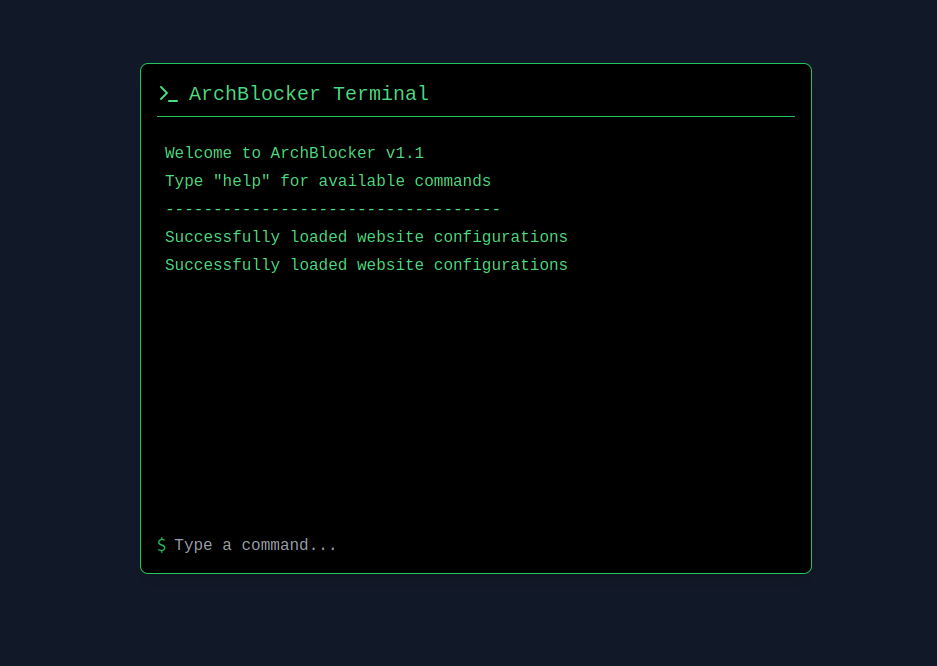 ArchBlocker Terminal
Welcome to ArchBlocker v1.1
Type "help" for available commands
-----------------------------------
Successfully loaded website configurations
Successfully loaded website configurations
$ Type a command...